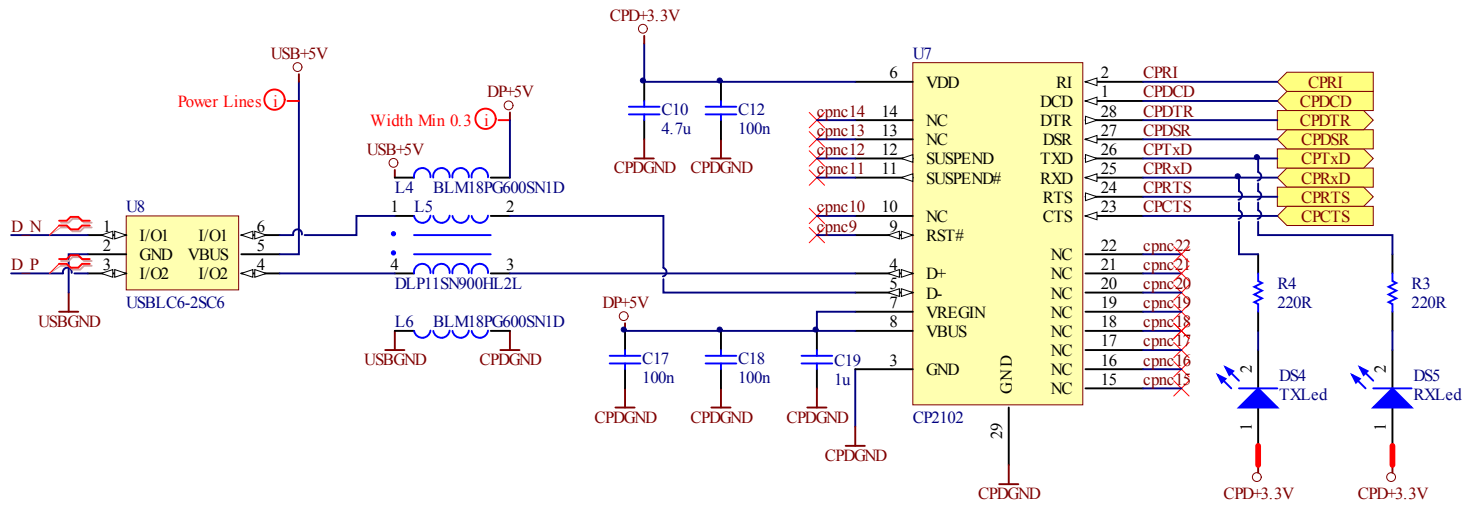 CPD+3.3V
USB+5V
Power Lines i
DP+5V
Width Min 0.3 i
USB+5V
L4 BLM18PG600SN1D
C10
4.7u
C12
100n
CPDGND
CPDGND
U8
D_N
D_P
1 I/O1 I/O1 6
2 GND VBUS 5
3 I/O2 I/O2 4
USBLC6-2SC6
USBGND
1 L5 2
4 3
DLP11SN900HL2L
L6 BLM18PG600SN1D
USBGND
CPDGND
DP+5V
C17
100n
C18
100n
C19
1u
CPDGND
CPDGND
CPDGND
CPDGND
U7
6 VDD
cpnc14 14 NC
cpnc13 13 NC
cpnc12 12 SUSPEND
cpnc11 11 SUSPEND#
cpnc10 10 NC
cpnc9 9 RST#
4 D+
5 D-
7 VREGIN
8 VBUS
3 GND
GND
29
CP2102
CPDGND
RI 2 CPRI CPRI
DCD 1 CPDCD CPDCD
DTR 28 CPDTR CPDTR
DSR 27 CPDSR CPDSR
TXD 26 CPTxD CPTxD
RXD 25 CPRxD CPRxD
RTS 24 CPRTS CPRTS
CTS 23 CPCTS CPCTS
NC 22 cpnc22
NC 21 cpnc21
NC 20 cpnc20
NC 19 cpnc19
NC 18 cpnc18
NC 17 cpnc17
NC 16 cpnc16
NC 15 cpnc15
R4
220R
R3
220R
2
DS4
TXLed
1
CPD+3.3V
2
DS5
RXLed
1
CPD+3.3V